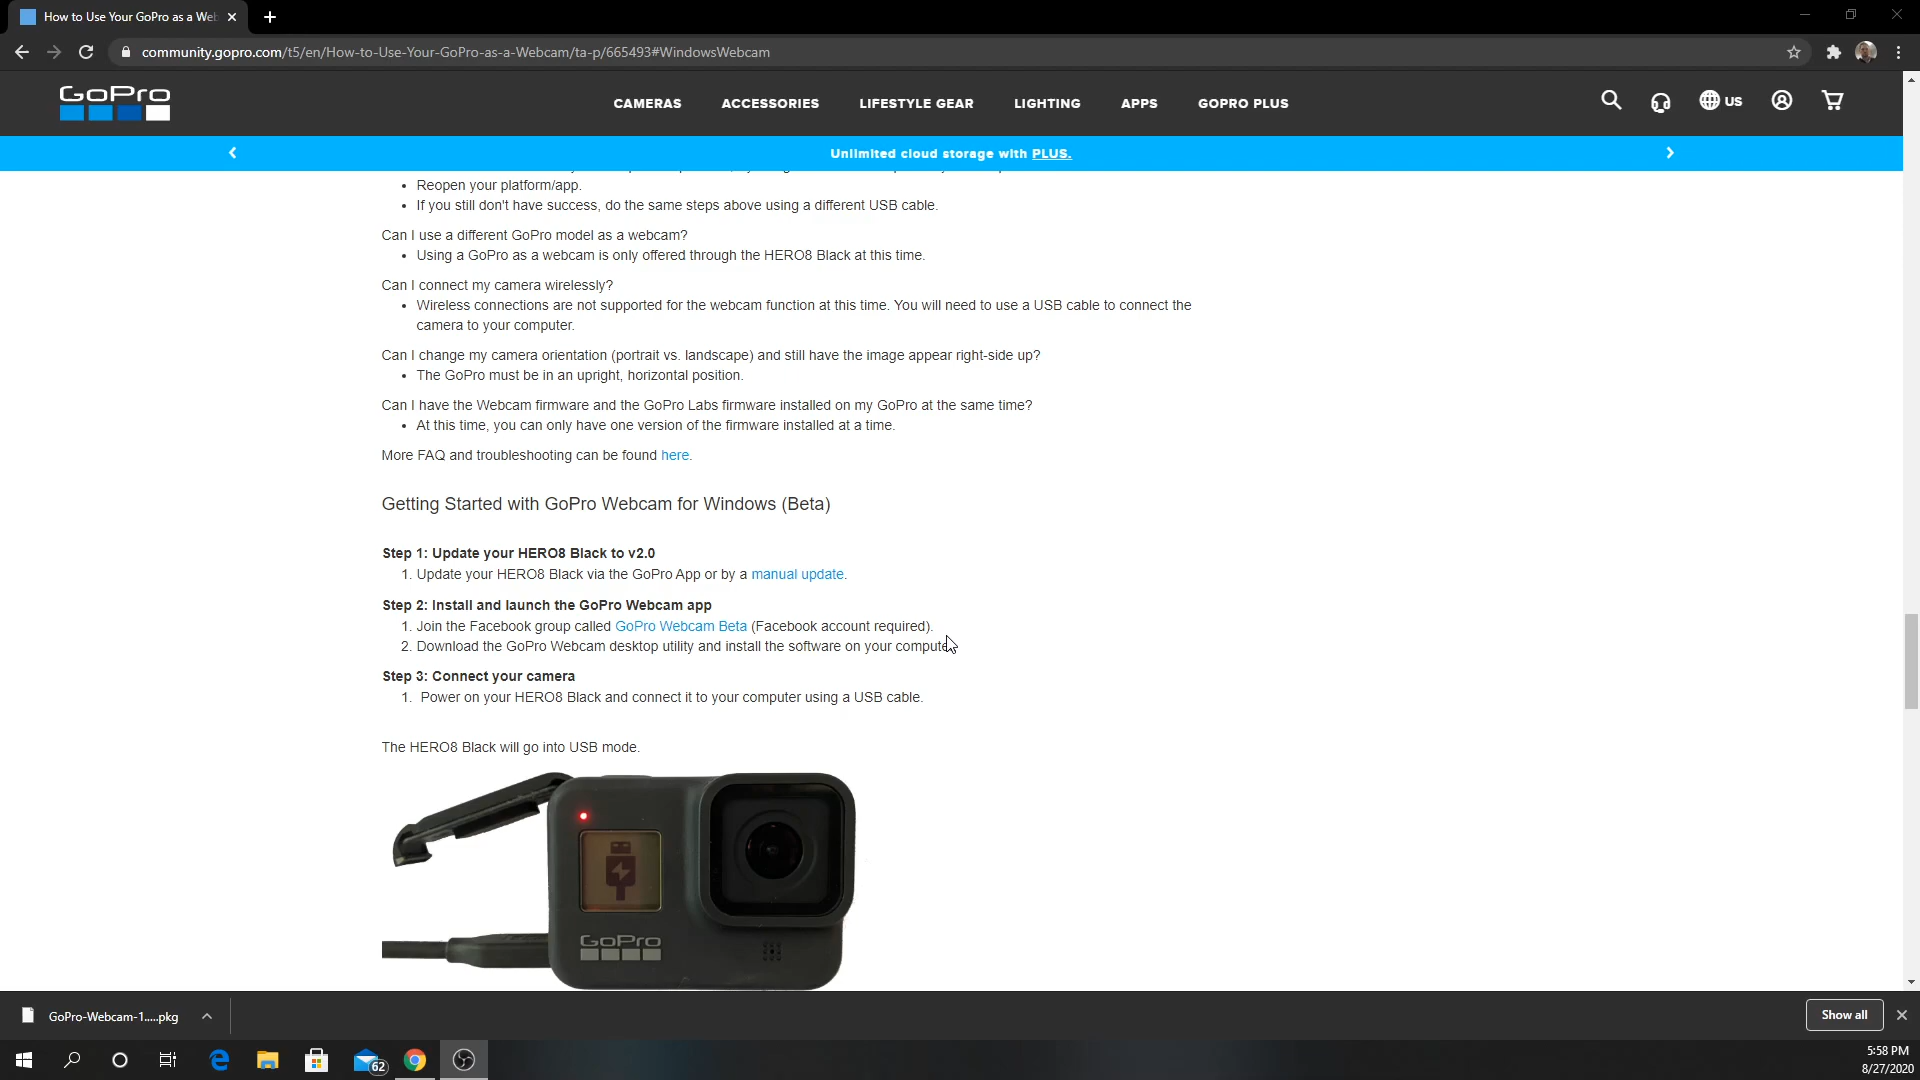 How to Use Your GoPro as a Web
community.gopro.com/t5/en/How-to-Use-Your-GoPro-as-a-Webcam/ta-p/665493#WindowsWebcam
GoPro
CAMERAS
ACCESSORIES
LIFESTYLE GEAR
LIGHTING
APPS
GOPRO PLUS
US
Unlimited cloud storage with PLUS.
• Reopen your platform/app.
• If you still don't have success, do the same steps above using a different USB cable.
Can I use a different GoPro model as a webcam?
• Using a GoPro as a webcam is only offered through the HERO8 Black at this time.
Can I connect my camera wirelessly?
• Wireless connections are not supported for the webcam function at this time. You will need to use a USB cable to connect the
camera to your computer.
Can I change my camera orientation (portrait vs. landscape) and still have the image appear right-side up?
• The GoPro must be in an upright, horizontal position.
Can I have the Webcam firmware and the GoPro Labs firmware installed on my GoPro at the same time?
• At this time, you can only have one version of the firmware installed at a time.
More FAQ and troubleshooting can be found here.
Getting Started with GoPro Webcam for Windows (Beta)
Step 1: Update your HERO8 Black to v2.0
1. Update your HERO8 Black via the GoPro App or by a manual update.
Step 2: Install and launch the GoPro Webcam app
1. Join the Facebook group called GoPro Webcam Beta (Facebook account required).
2. Download the GoPro Webcam desktop utility and install the software on your compute
Step 3: Connect your camera
1. Power on your HERO8 Black and connect it to your computer using a USB cable.
The HERO8 Black will go into USB mode.
GoPro
GoPro-Webcam-1.....pkg
Show all
62
5:58 PM
8/27/2020